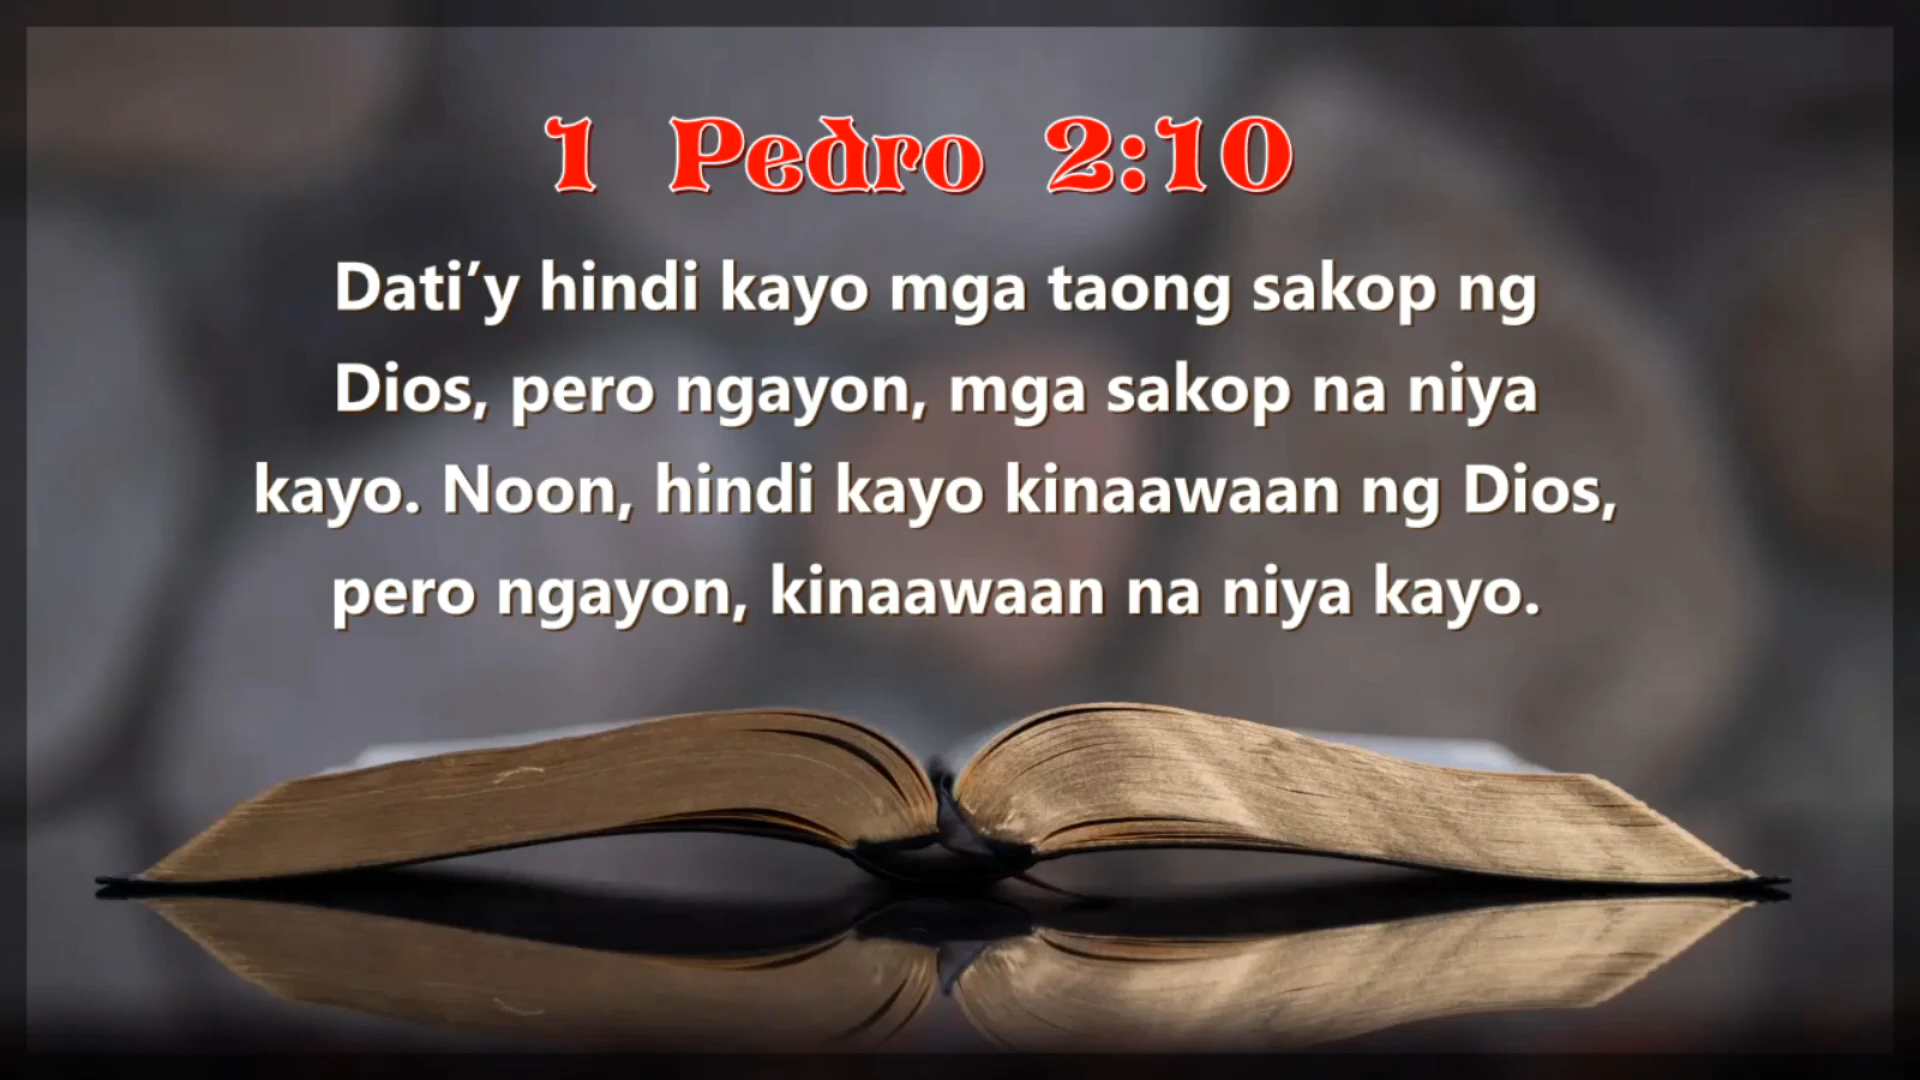 1 Pedro 2:10
Dati’y hindi kayo mga taong sakop ng
Dios, pero ngayon, mga sakop na niya
kayo. Noon, hindi kayo kinaawaan ng Dios,
pero ngayon, kinaawaan na niya kayo.